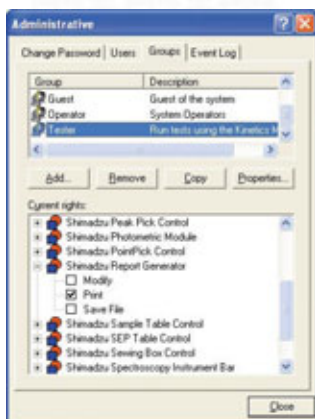 Administrative
Change Password Users Groups Event Log
Group Description
Guest Guest of the system
Operator System Operators
Tester Run tests using the Kinetics M
Add... Remove Copy Properties...
Current rights:
Shimadzu Peak Pick Control
Shimadzu Photometric Module
Shimadzu PointPick Control
Shimadzu Report Generator
Modify
Print
Save File
Shimadzu Sample Table Control
Shimadzu SEP Table Control
Shimadzu Sewing Box Control
Shimadzu Spectroscopy Instrument Bar
Close